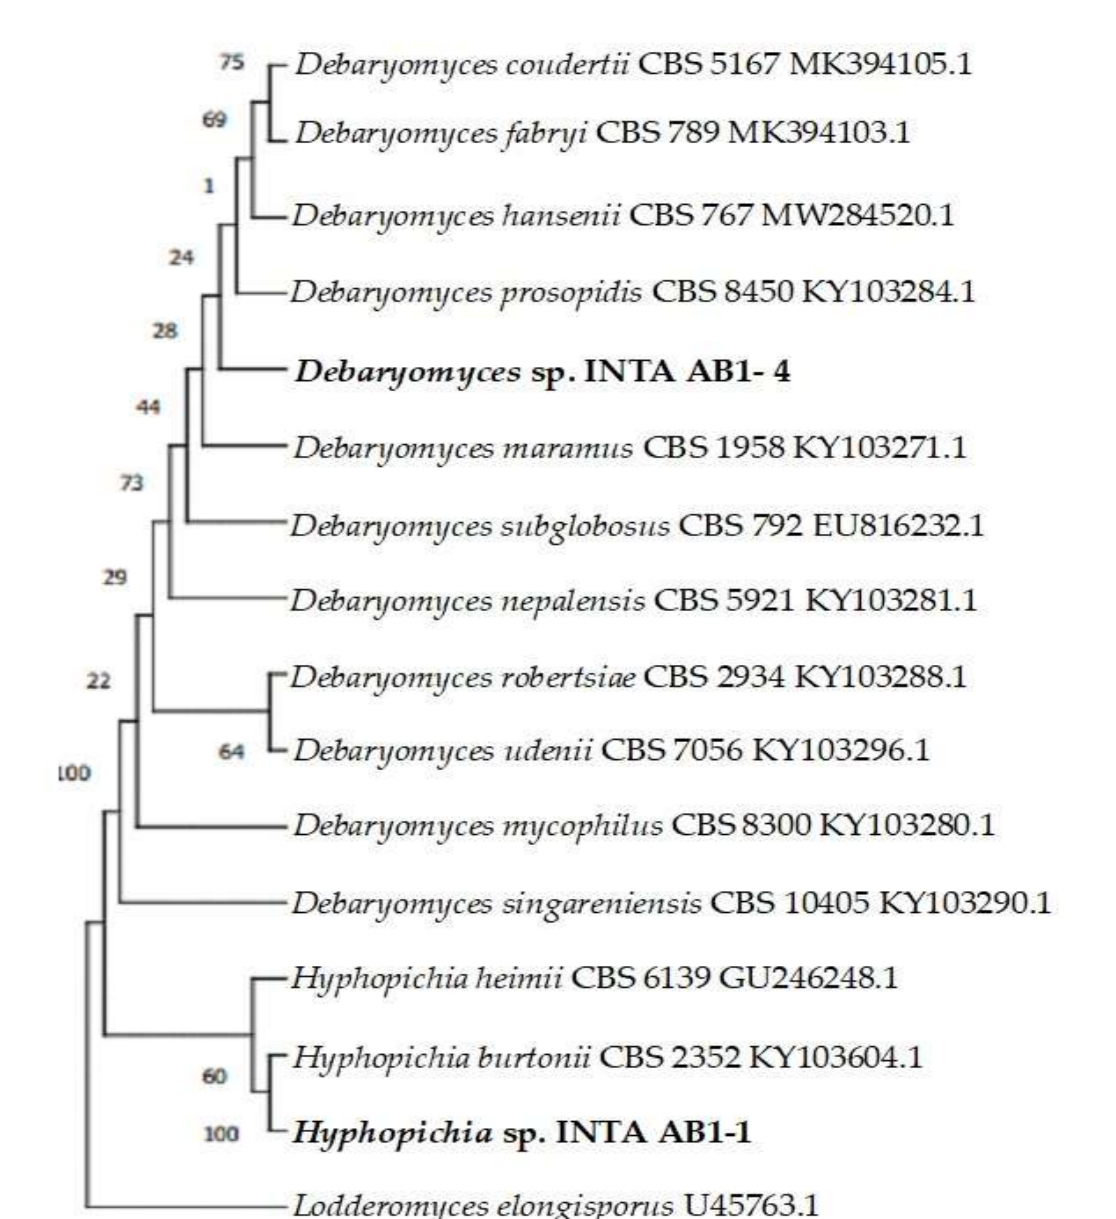 75
Debaryomyces coudertii CBS 5167 MK394105.1
69
Debaryomyces fabryi CBS 789 MK394103.1
1
Debaryomyces hansenii CBS 767 MW284520.1
24
Debaryomyces prosopidis CBS 8450 KY103284.1
28
Debaryomyces sp. INTA AB1- 4
44
Debaryomyces maramus CBS 1958 KY103271.1
73
Debaryomyces subglobosus CBS 792 EU816232.1
29
Debaryomyces nepalensis CBS 5921 KY103281.1
22
Debaryomyces robertsiae CBS 2934 KY103288.1
64
Debaryomyces udenii CBS 7056 KY103296.1
100
Debaryomyces mycophilus CBS 8300 KY103280.1
Debaryomyces singareniensis CBS 10405 KY103290.1
Hyphopichia heimii CBS 6139 GU246248.1
Hyphopichia burtonii CBS 2352 KY103604.1
60
100
Hyphopichia sp. INTA AB1-1
Lodderomyces elongisporus U45763.1